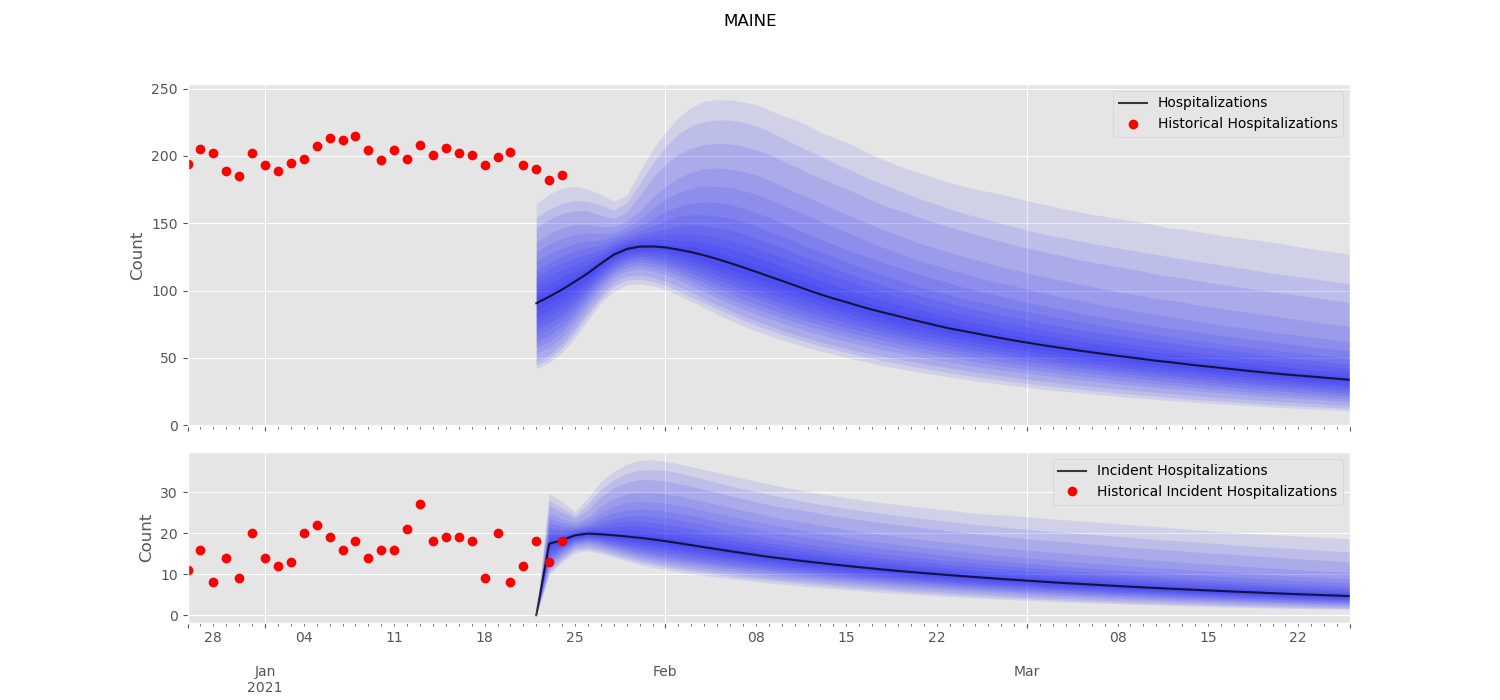 MAINE
250
200
150
100
50
0
Count
Hospitalizations
Historical Hospitalizations
30
20
10
0
Count
Incident Hospitalizations
Historical Incident Hospitalizations
28 04 11 18 25 08 15 22 08 15 22
Jan Feb Mar
2021